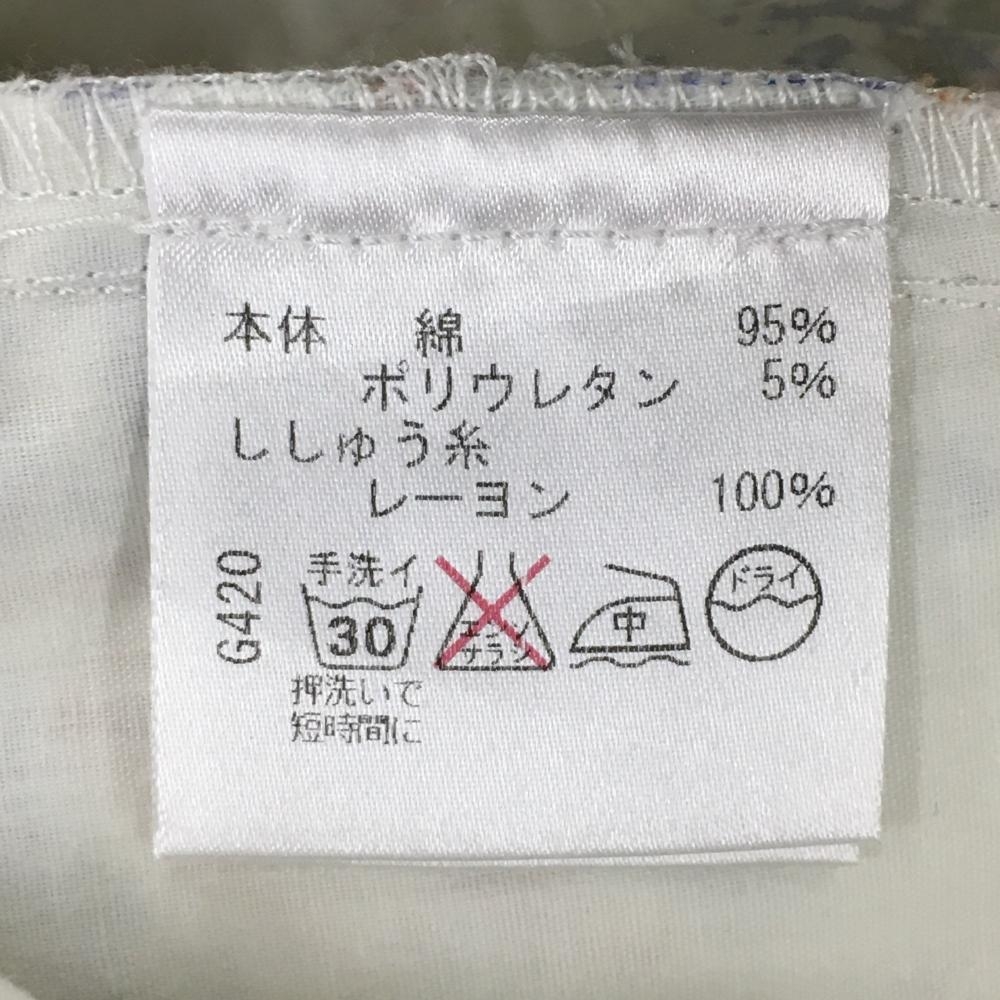 本体 綿 95%
ポリウレタン 5%
ししゅう糸
レーヨン 100%
G420
手洗イ
30
エンソ
サラシ
中
ドライ
押洗いで
短時間に